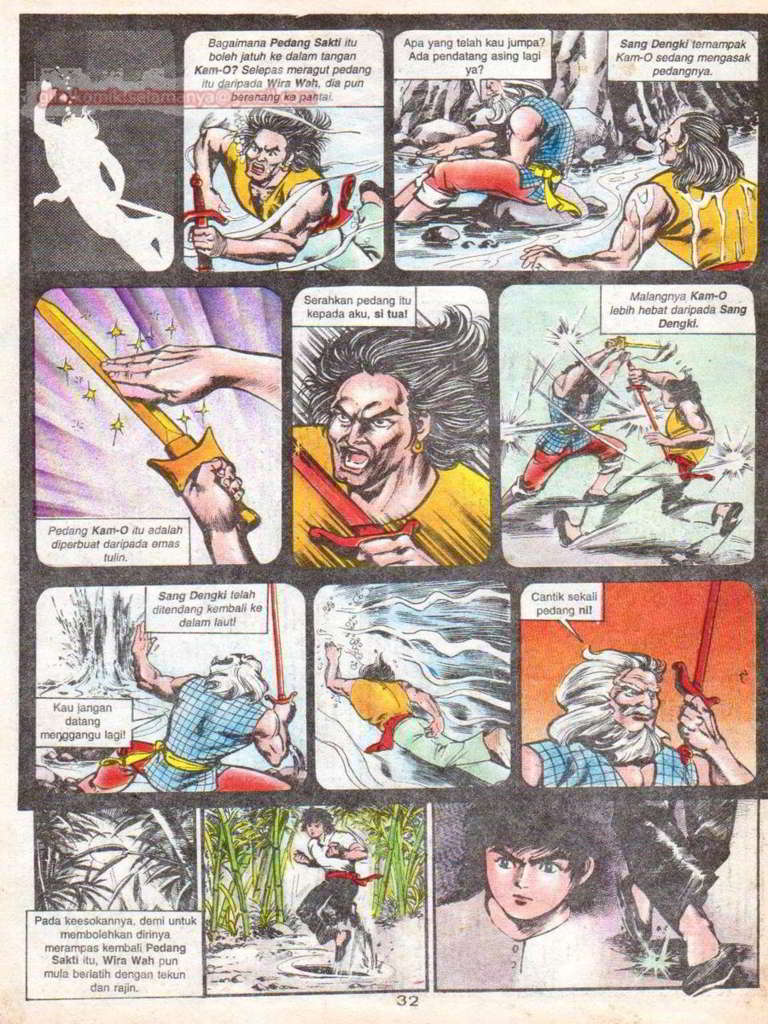 Bagaimana Pedang Sakti itu
boleh jatuh ke dalam tangan
Kam-O? Selepas meragut pedang
itu daripada Wira Wah, dia pun
berenang ke pantai.
Apa yang telah kau jumpa?
Ada pendatang asing lagi
ya?
Sang Dengki ternampak
Kam-O sedang mengasak
pedangnya.
Pedang Kam-O itu adalah
diperbuat daripada emas
tulin.
Serahkan pedang itu
kepada aku, si tua!
Malangnya Kam-O
lebih hebat daripada Sang
Dengki.
Sang Dengki telah
ditendang kembali ke
dalam laut!
Kau jangan
datang
menggangu lagi!
Cantik sekali
pedang ni!
Pada keesokannya, demi untuk
membolehkan dirinya
merampas kembali Pedang
Sakti itu, Wira Wah pun
mula berlatih dengan tekun
dan rajin.
32